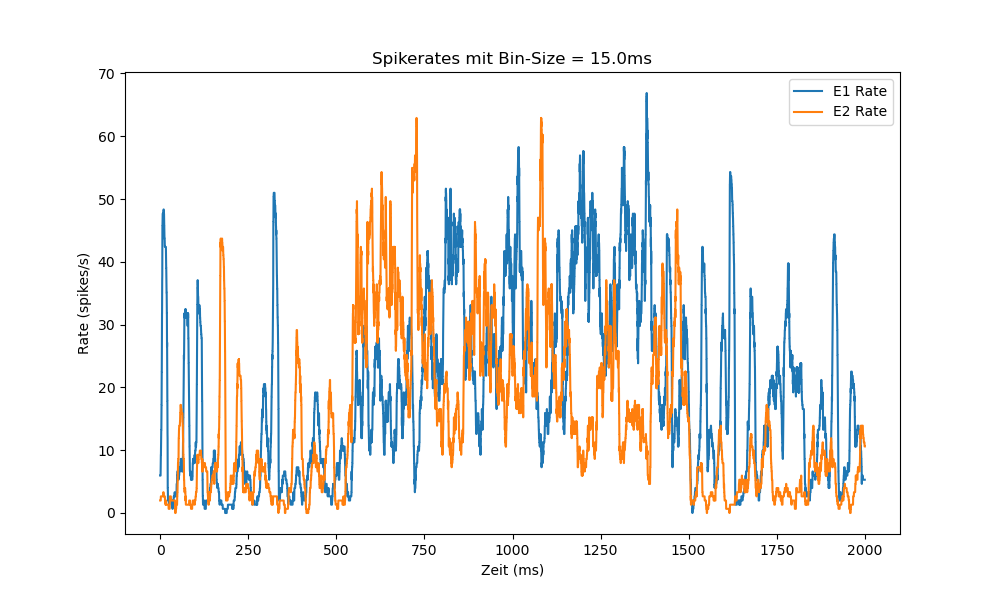 Spikerates mit Bin-Size = 15.0ms
E1 Rate
E2 Rate
Rate (spikes/s)
70
60
50
40
30
20
10
0
0 250 500 750 1000 1250 1500 1750 2000
Zeit (ms)